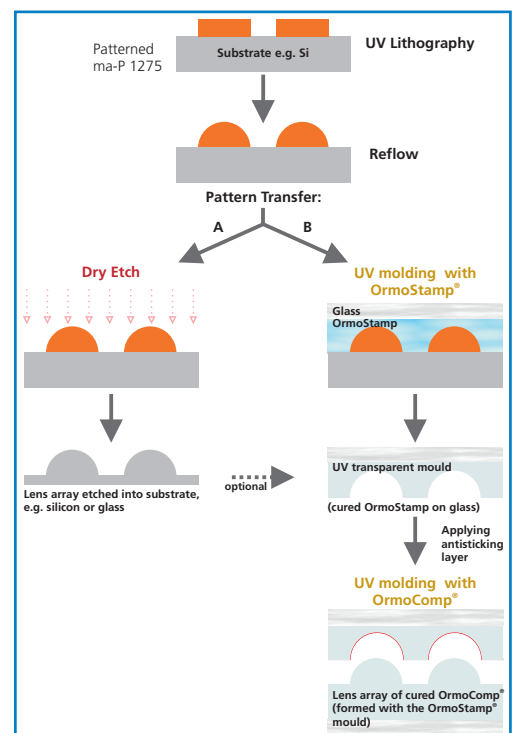 Patterned
ma-P 1275
Substrate e.g. Si
UV Lithography
Reflow
Pattern Transfer:
A
B
Dry Etch
UV molding with
OrmoStamp®
Glass
OrmoStamp
Lens array etched into substrate,
e.g. silicon or glass
optional
UV transparent mould
(cured OrmoStamp on glass)
Applying
antisticking
layer
UV molding with
OrmoComp®
Lens array of cured OrmoComp®
(formed with the OrmoStamp®
mould)